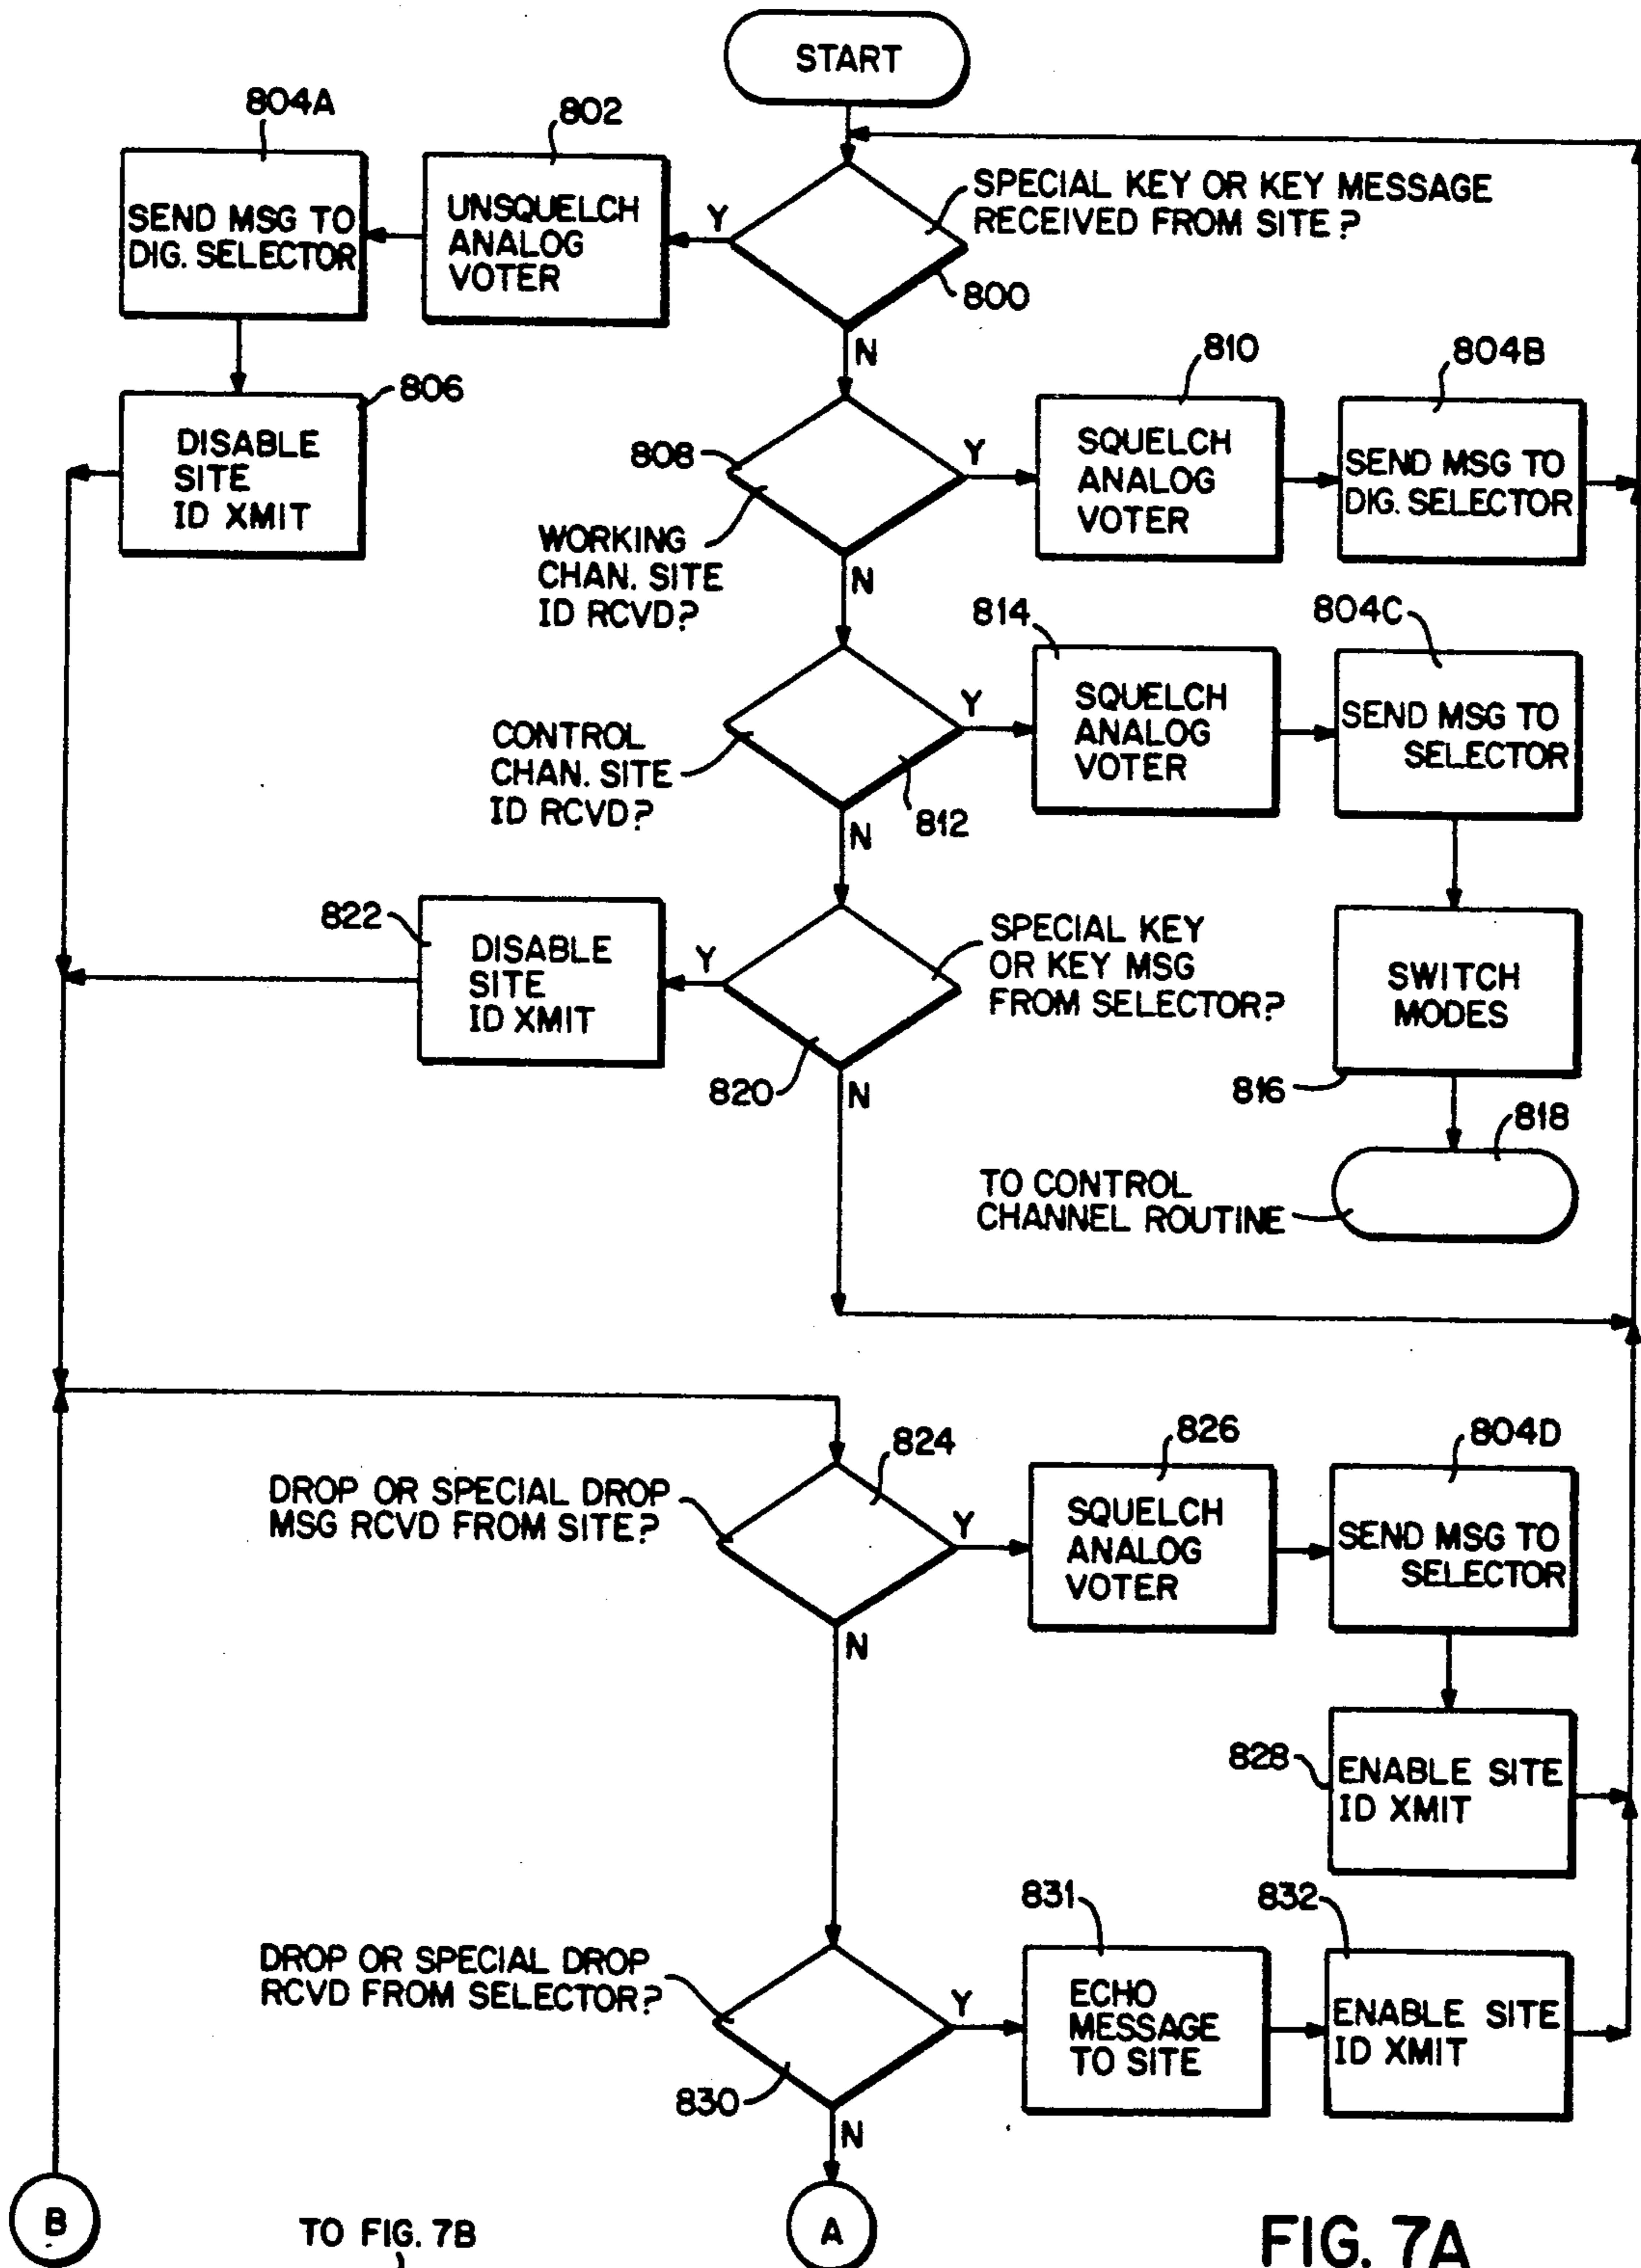 START
804A
802
SEND MSG TO
DIG. SELECTOR
UNSQUELCH
ANALOG
VOTER
Y
SPECIAL KEY OR KEY MESSAGE
RECEIVED FROM SITE?
800
N
806
DISABLE
SITE
ID XMIT
808
WORKING
CHAN. SITE
ID RCVD?
Y
810
SQUELCH
ANALOG
VOTER
804B
SEND MSG TO
DIG. SELECTOR
N
CONTROL
CHAN. SITE
ID RCVD?
812
Y
814
SQUELCH
ANALOG
VOTER
804C
SEND MSG TO
SELECTOR
N
822
DISABLE
SITE
ID XMIT
Y
SPECIAL KEY
OR KEY MSG
FROM SELECTOR?
820
N
SWITCH
MODES
816
818
TO CONTROL
CHANNEL ROUTINE
824
DROP OR SPECIAL DROP
MSG RCVD FROM SITE?
Y
826
SQUELCH
ANALOG
VOTER
804D
SEND MSG TO
SELECTOR
N
828
ENABLE SITE
ID XMIT
DROP OR SPECIAL DROP
RCVD FROM SELECTOR?
830
Y
831
ECHO
MESSAGE
TO SITE
832
ENABLE SITE
ID XMIT
N
B
TO FIG. 7B
A
FIG. 7A